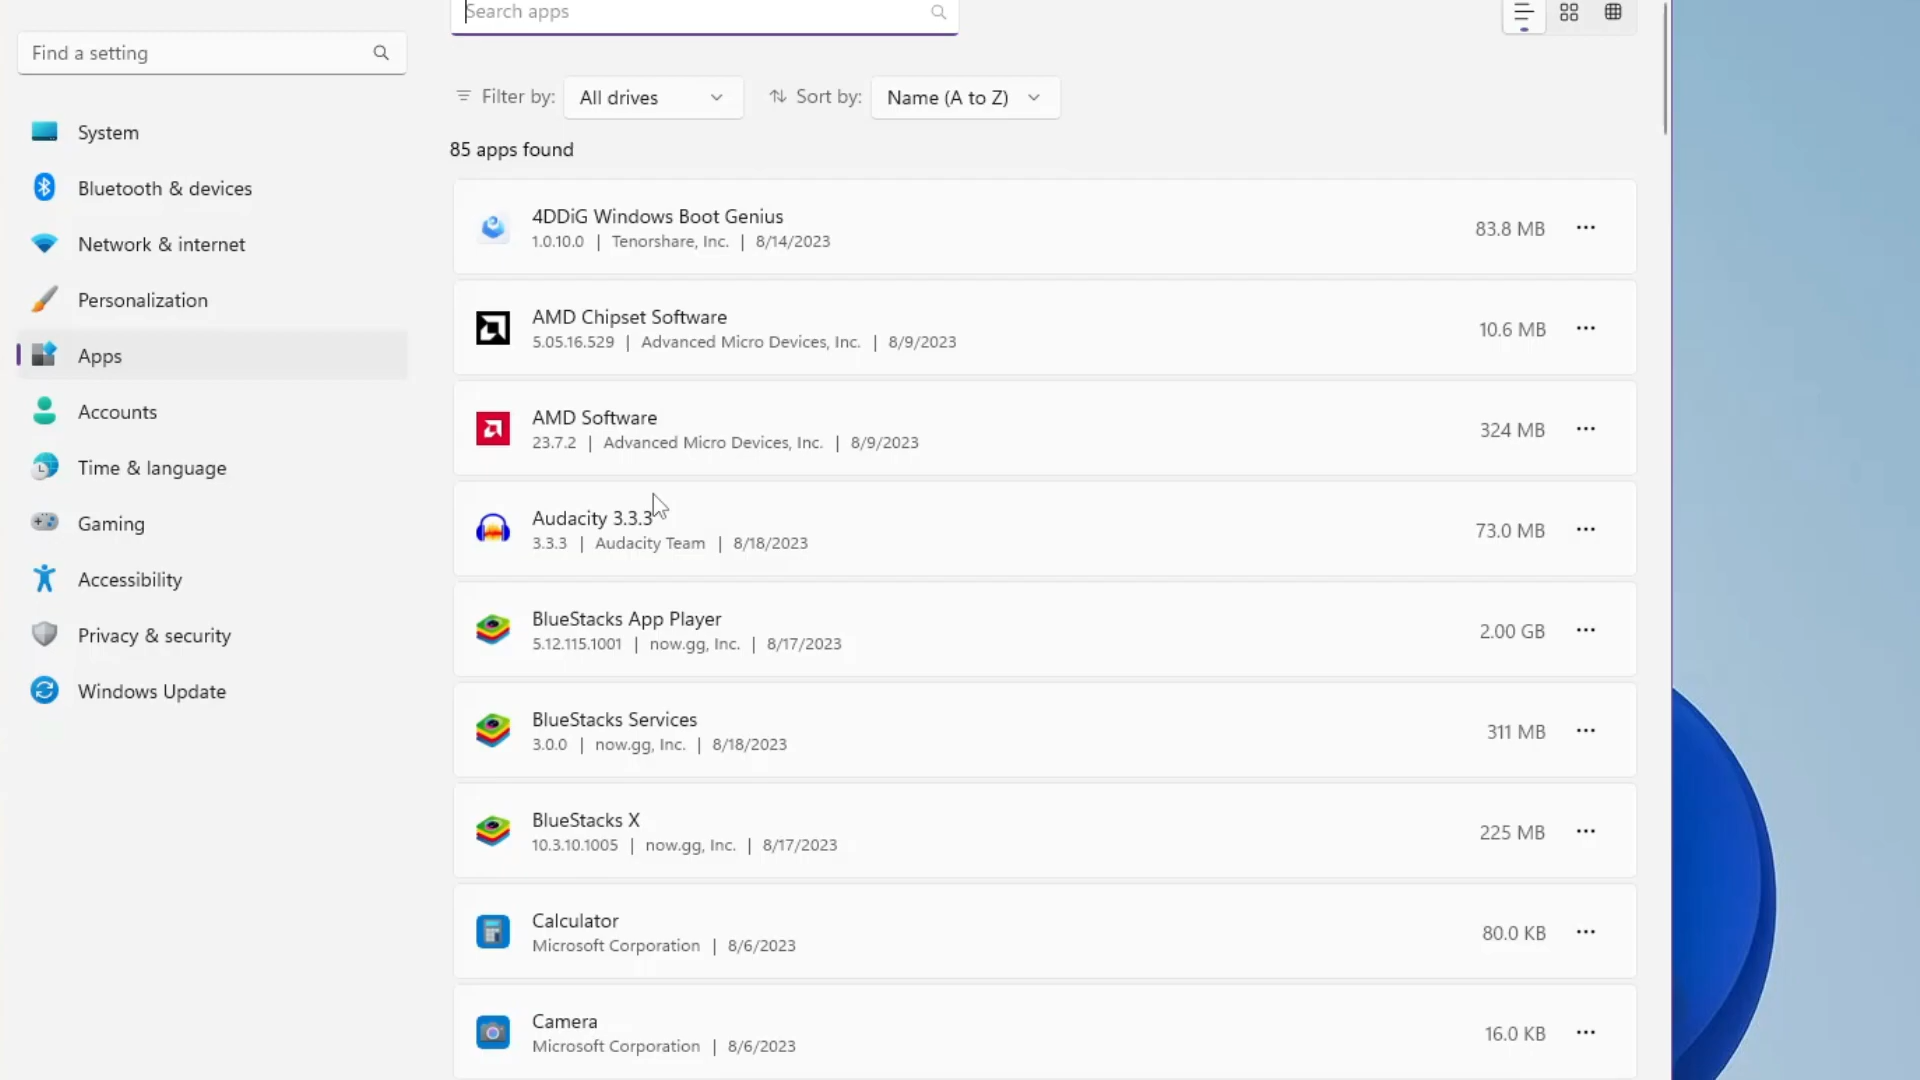 Search apps
Find a setting
Filter by: All drives Sort by: Name (A to Z)
85 apps found
System
Bluetooth & devices
Network & internet
Personalization
Apps
Accounts
Time & language
Gaming
Accessibility
Privacy & security
Windows Update
4DDiG Windows Boot Genius
1.0.10.0 | Tenorshare, Inc. | 8/14/2023
83.8 MB
AMD Chipset Software
5.05.16.529 | Advanced Micro Devices, Inc. | 8/9/2023
10.6 MB
AMD Software
23.7.2 | Advanced Micro Devices, Inc. | 8/9/2023
324 MB
Audacity 3.3.3
3.3.3 | Audacity Team | 8/18/2023
73.0 MB
BlueStacks App Player
5.12.115.1001 | now.gg, Inc. | 8/17/2023
2.00 GB
BlueStacks Services
3.0.0 | now.gg, Inc. | 8/18/2023
311 MB
BlueStacks X
10.3.10.1005 | now.gg, Inc. | 8/17/2023
225 MB
Calculator
Microsoft Corporation | 8/6/2023
80.0 KB
Camera
Microsoft Corporation | 8/6/2023
16.0 KB